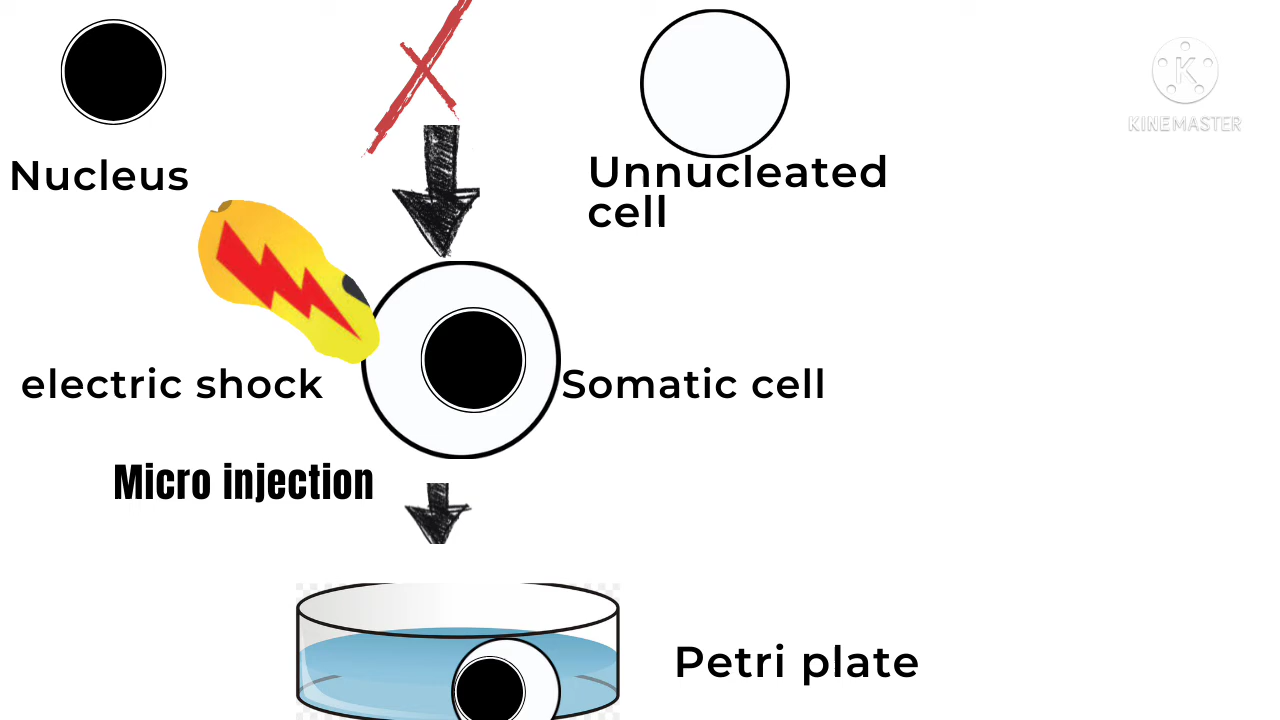 KINEMASTER
Nucleus
Unnucleated
cell
electric shock
Somatic cell
Micro injection
Petri plate